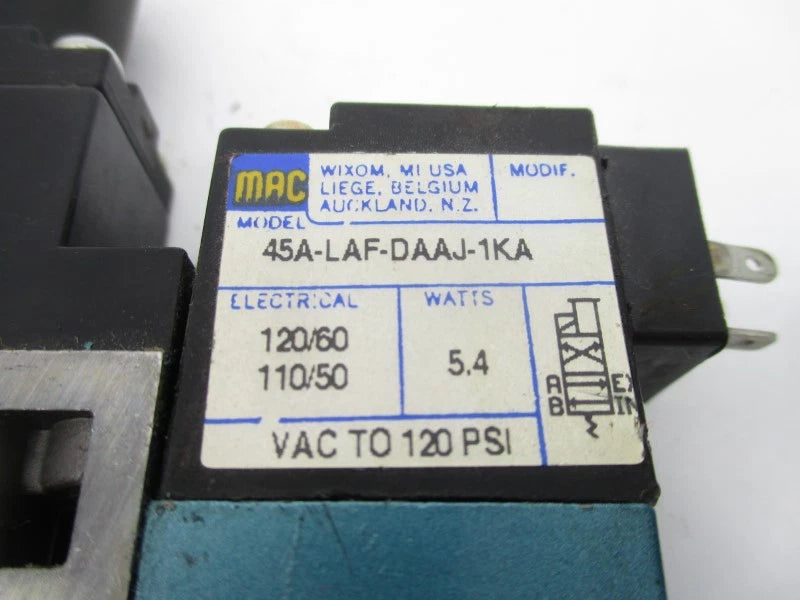 MAC
WIXOM, MI USA
LIEGE, BELGIUM
AUCKLAND, N.Z.
MODIF.
MODEL
45A-LAF-DAAJ-1KA
ELECTRICAL
WATTS
120/60
110/50
5.4
A
B
EX
IN
VAC TO 120 PSI